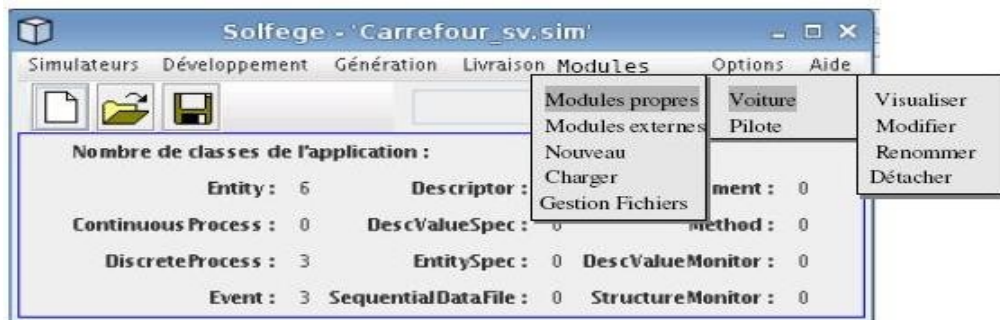 Solfege - 'Carrefour_sv.sim'
Simulateurs Développement Génération Livraison Modules Options Aide
Modules propres Voiture Visualiser
Modules externes Pilote Modifier
Nouveau Renommer
Charger Détacher
Gestion Fichiers
Nombre de classes de l'application :
Entity : 6 Descriptor : ment : 0
Continuous Process : 0 DescValueSpec : Method : 0
DiscreteProcess : 3 EntitySpec : 0 DescValueMonitor : 0
Event : 3 SequentialDataFile : 0 StructureMonitor : 0